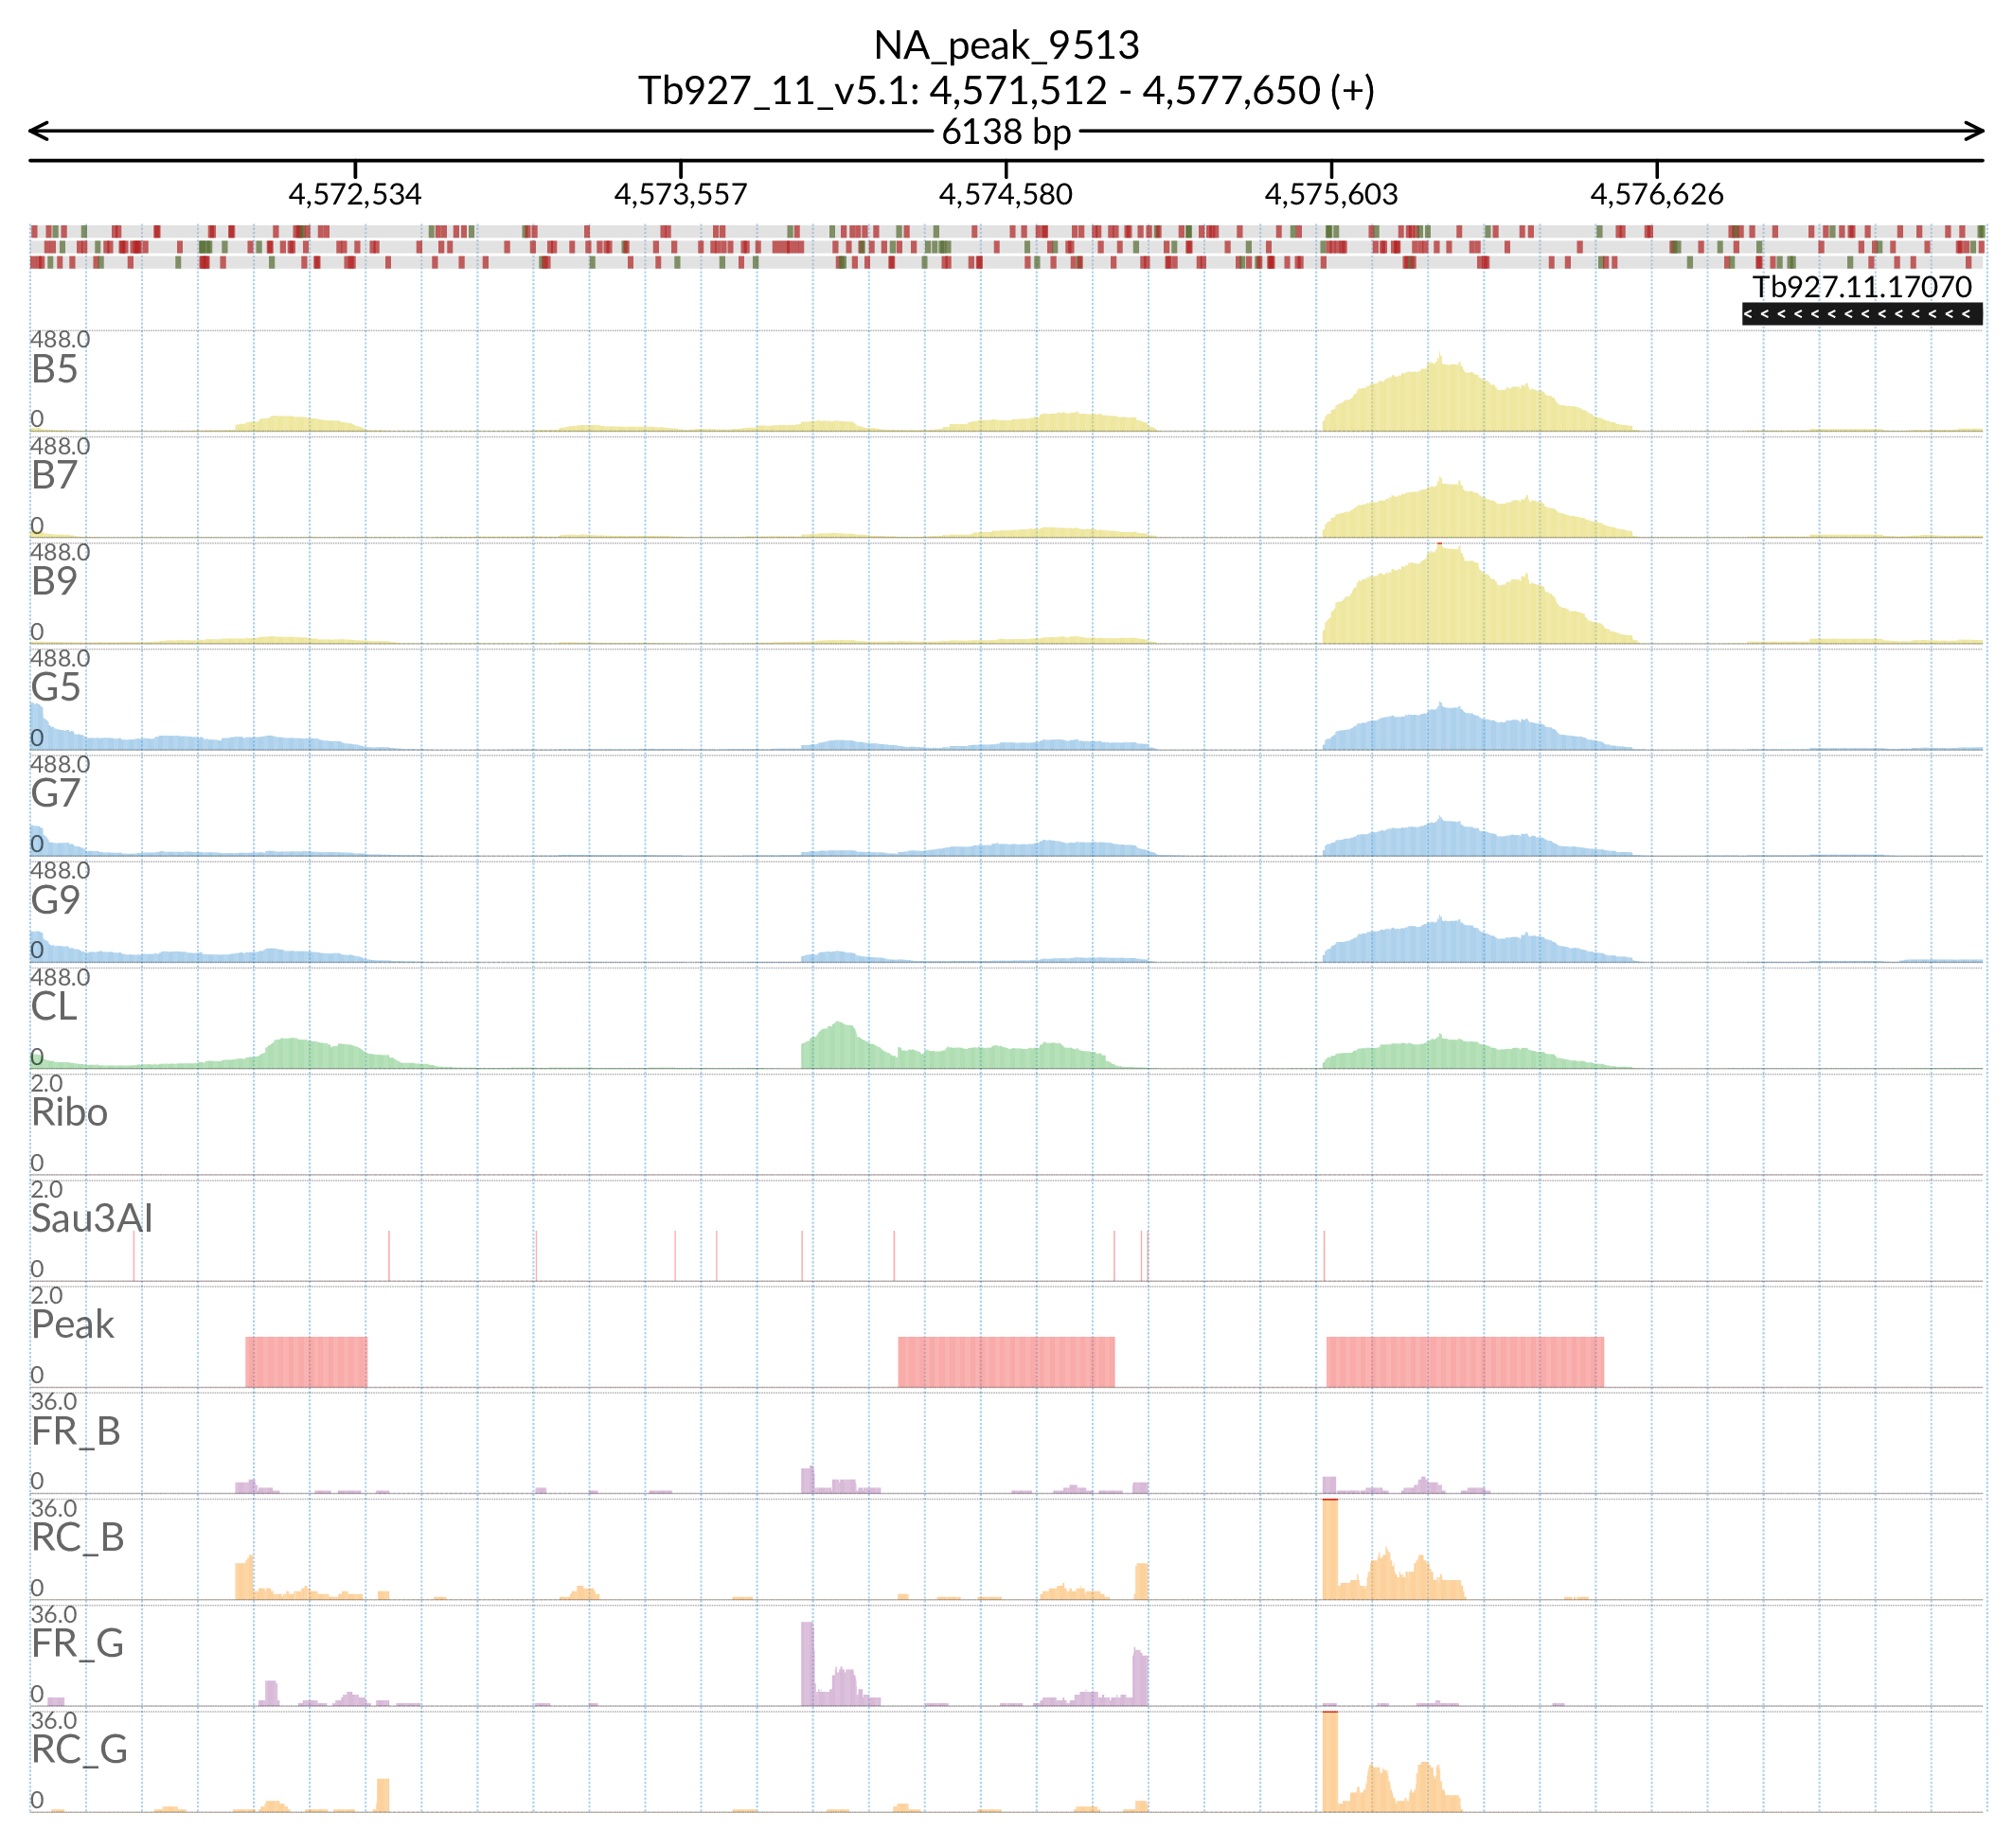 NA_peak_9513
Tb927_11_v5.1: 4,571,512 - 4,577,650 (+)
6138 bp
4,572,534 4,573,557 4,574,580 4,575,603 4,576,626
Tb927.11.17070
< < < < < < < < < < < < < <
488.0
B5
0
488.0
B7
0
488.0
B9
0
488.0
G5
0
488.0
G7
0
488.0
G9
0
488.0
CL
0
2.0
Ribo
0
2.0
Sau3AI
0
2.0
Peak
0
36.0
FR_B
0
36.0
RC_B
0
36.0
FR_G
0
36.0
RC_G
0